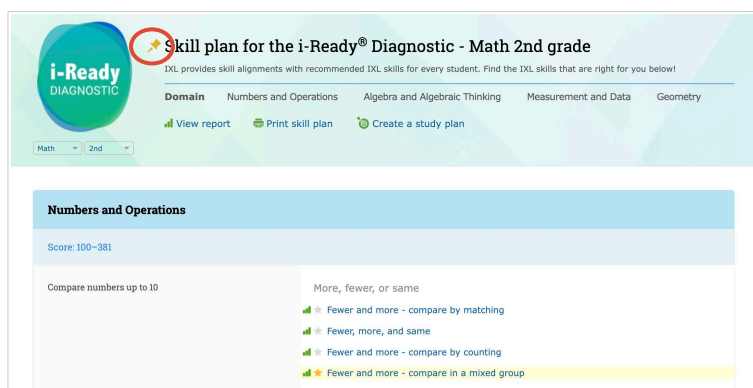 Skill plan for the i-Ready® Diagnostic - Math 2nd grade
i-Ready
DIAGNOSTIC
IXL provides skill alignments with recommended IXL skills for every student. Find the IXL skills that are right for you below!
Domain Numbers and Operations Algebra and Algebraic Thinking Measurement and Data Geometry
View report Print skill plan Create a study plan
Math 2nd
Numbers and Operations
Score: 100–381
Compare numbers up to 10
More, fewer, or same
Fewer and more - compare by matching
Fewer, more, and same
Fewer and more - compare by counting
Fewer and more - compare in a mixed group